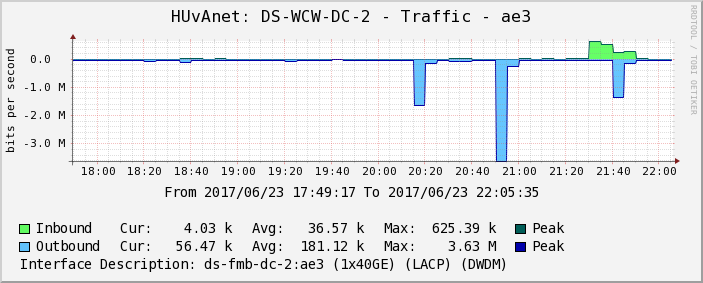 HUvAnet: DS-WCW-DC-2 - Traffic - ae3
RRDTOOL / TOBI OETIKER
bits per second
0.0
-1.0 M
-2.0 M
-3.0 M
18:00 18:20 18:40 19:00 19:20 19:40 20:00 20:20 20:40 21:00 21:20 21:40 22:00
From 2017/06/23 17:49:17 To 2017/06/23 22:05:35
Inbound Cur: 4.03 k Avg: 36.57 k Max: 625.39 k Peak
Outbound Cur: 56.47 k Avg: 181.12 k Max: 3.63 M Peak
Interface Description: ds-fmb-dc-2:ae3 (1x40GE) (LACP) (DWDM)